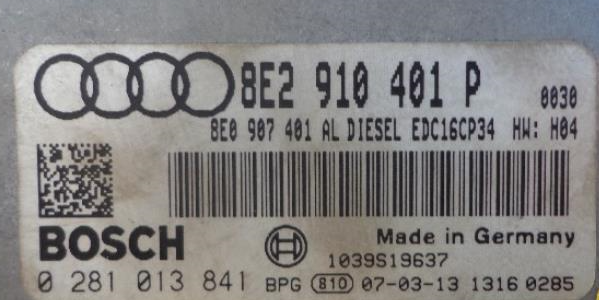 8E2 910 401 P 0030
8E0 907 401 AL DIESEL EDC16CP34 HW: H04
BOSCH Made in Germany
1039S19637
0 281 013 841 BPG 810 07-03-13 1316 0285